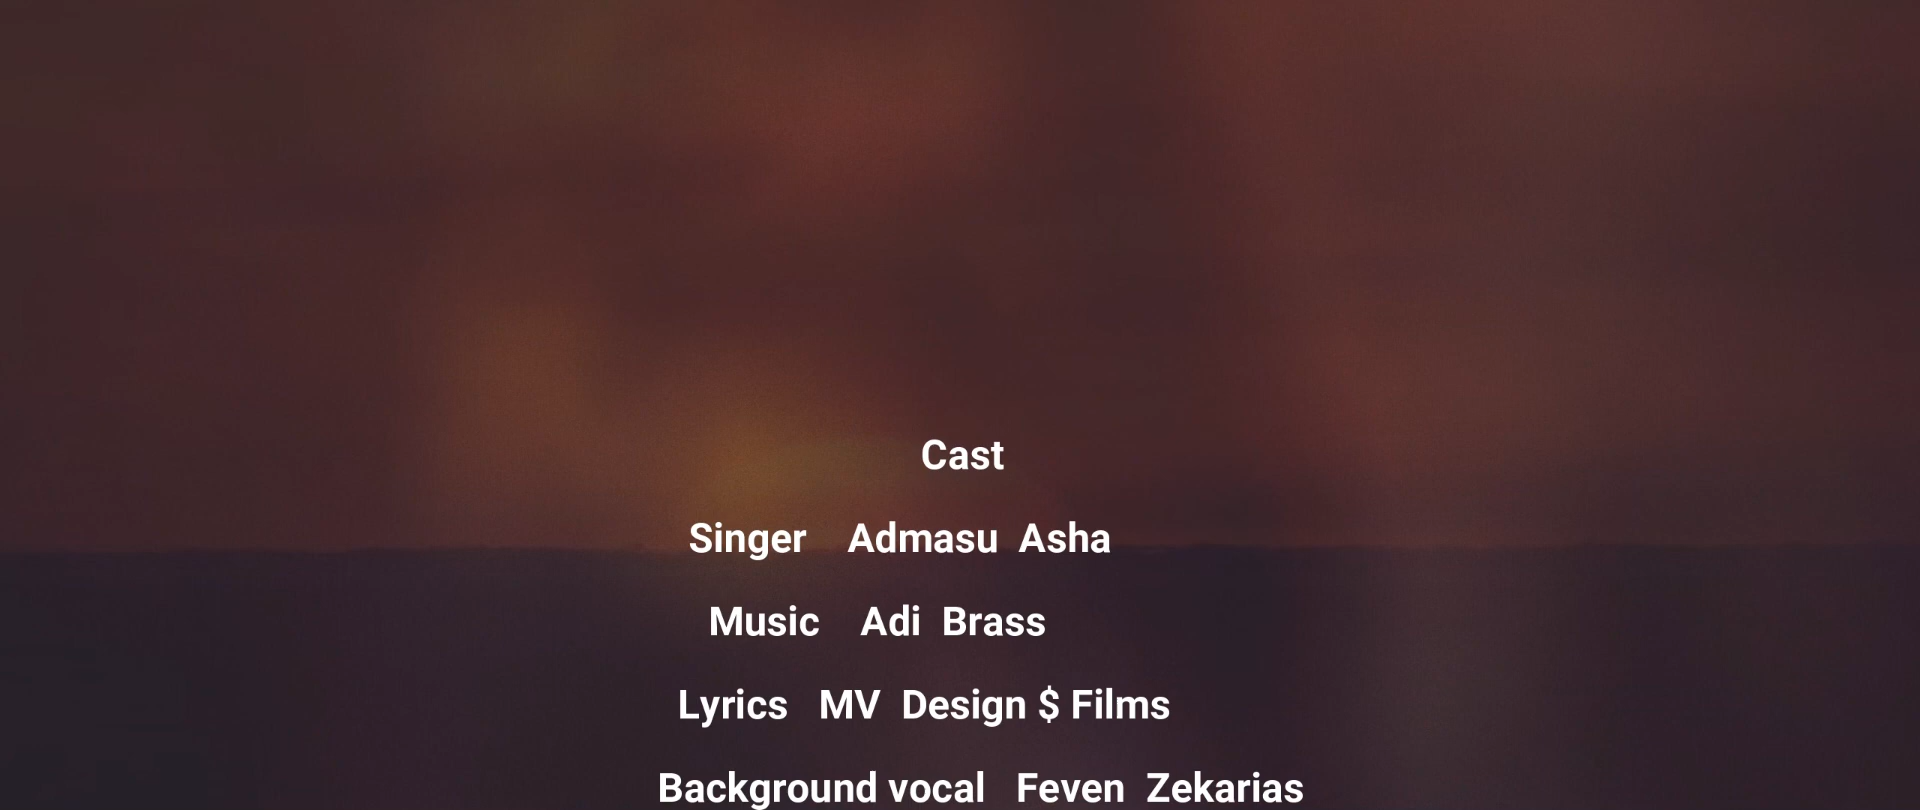 Cast
Singer Admasu Asha
Music Adi Brass
Lyrics MV Design $ Films
Background vocal Feven Zekarias